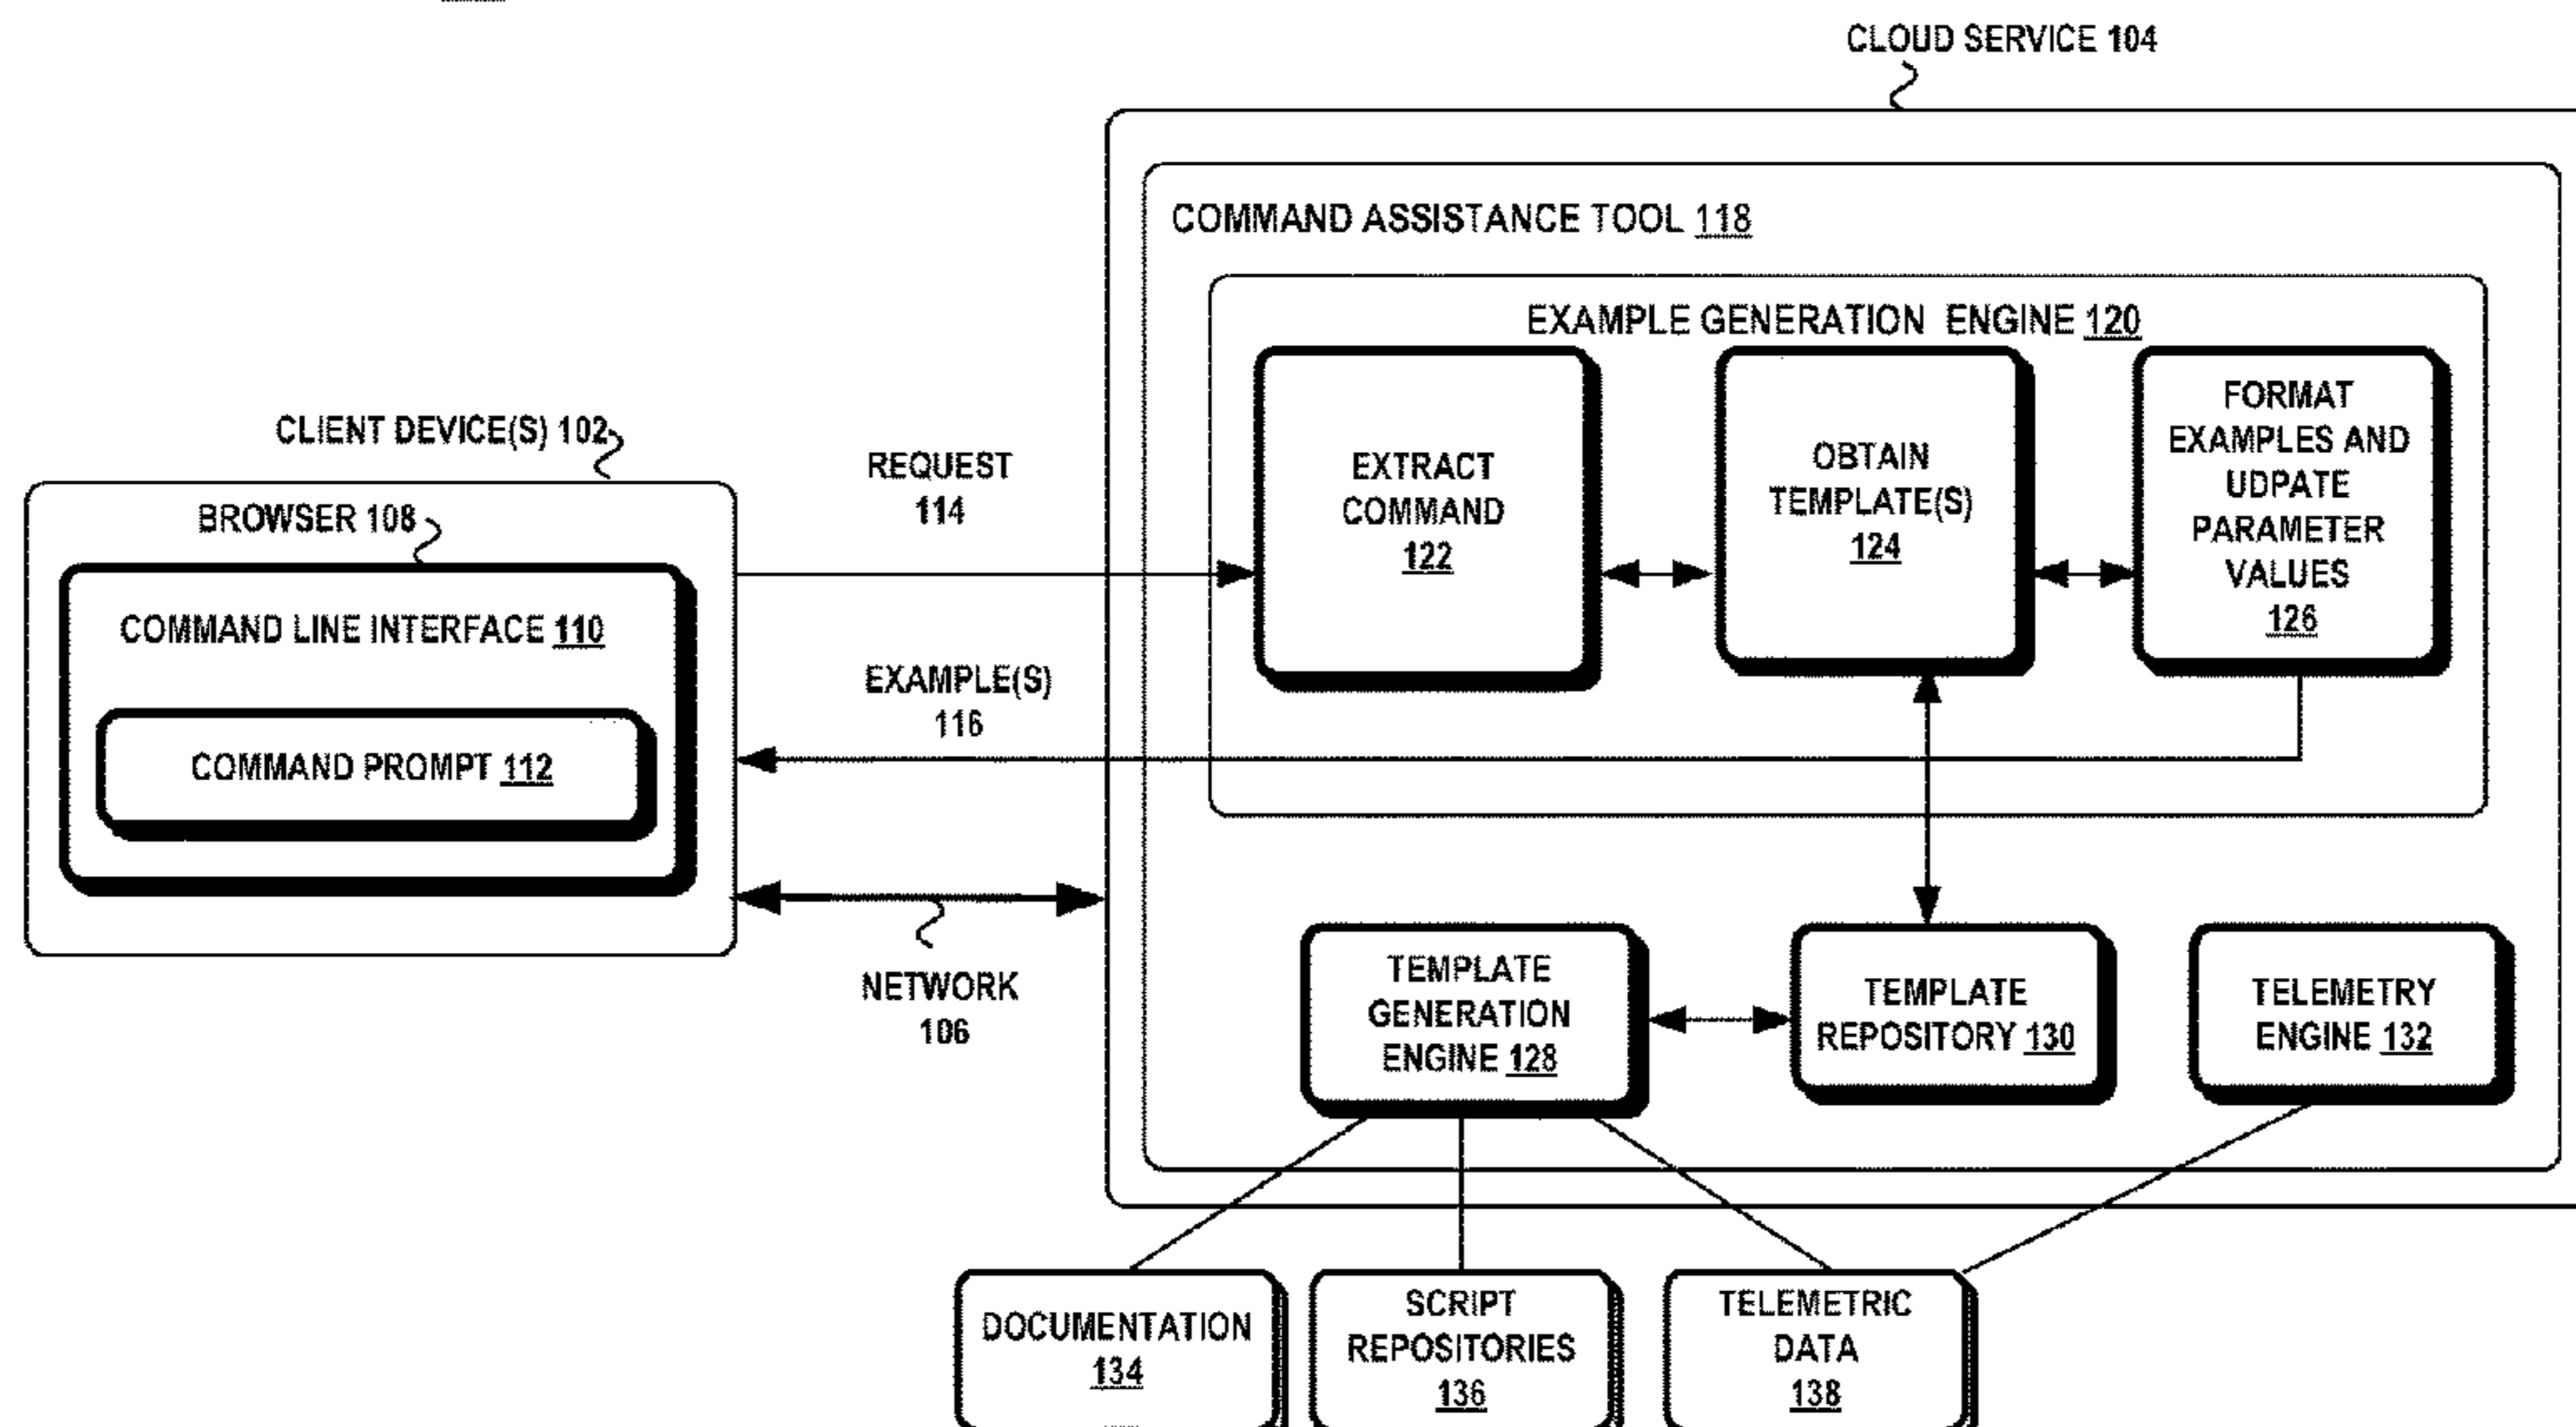 CLOUD SERVICE 104
COMMAND ASSISTANCE TOOL 118
EXAMPLE GENERATION ENGINE 120
EXTRACT
COMMAND
122
OBTAIN
TEMPLATE(S)
124
FORMAT
EXAMPLES AND
UDPATE
PARAMETER
VALUES
126
CLIENT DEVICE(S) 102
BROWSER 108
COMMAND LINE INTERFACE 110
COMMAND PROMPT 112
REQUEST
114
EXAMPLE(S)
116
NETWORK
106
TEMPLATE
GENERATION
ENGINE 128
TEMPLATE
REPOSITORY 130
TELEMETRY
ENGINE 132
DOCUMENTATION
134
SCRIPT
REPOSITORIES
136
TELEMETRIC
DATA
138